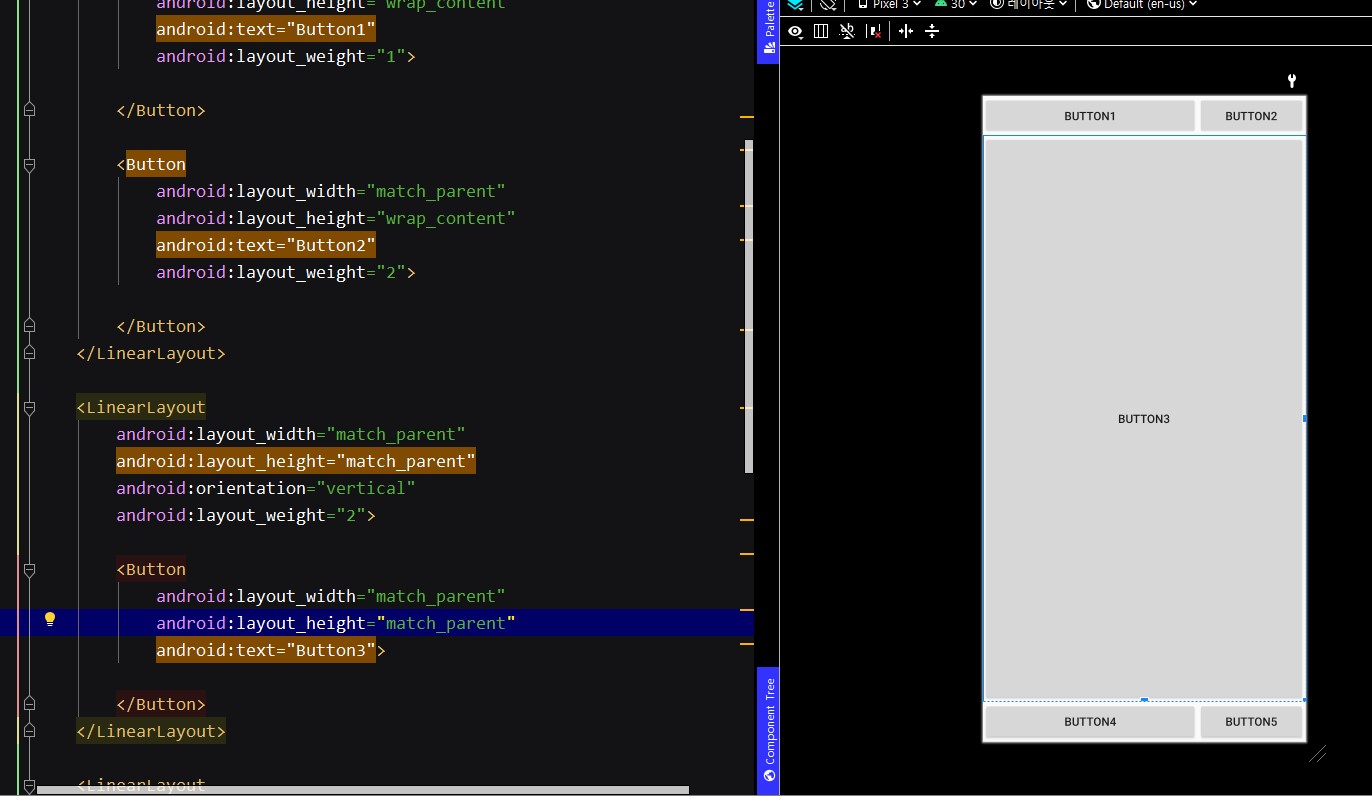 android:layout_height="wrap_content"
android:text="Button1"
android:layout_weight="1">
</Button>
<Button
android:layout_width="match_parent"
android:layout_height="wrap_content"
android:text="Button2"
android:layout_weight="2">
</Button>
</LinearLayout>
<LinearLayout
android:layout_width="match_parent"
android:layout_height="match_parent"
android:orientation="vertical"
android:layout_weight="2">
<Button
android:layout_width="match_parent"
android:layout_height="match_parent"
android:text="Button3">
</Button>
</LinearLayout>
<LinearLayout
Palette
Component Tree
Pixel 3
30
레이아웃
Default (en-us)
BUTTON1
BUTTON2
BUTTON3
BUTTON4
BUTTON5